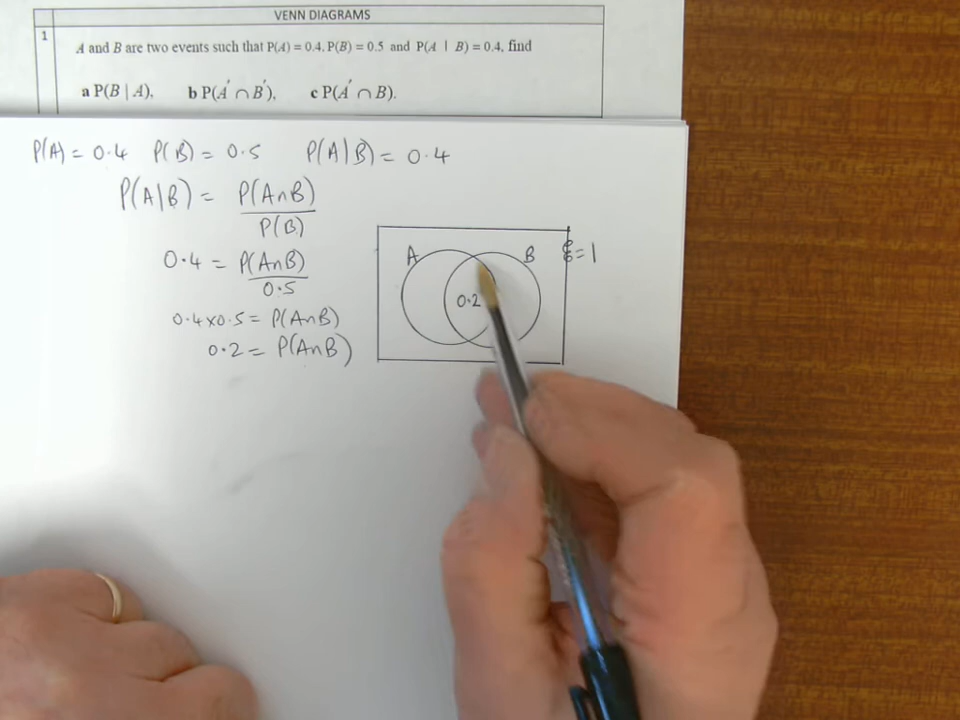 VENN DIAGRAMS
1
A and B are two events such that P(A) = 0.4, P(B) = 0.5 and P(A | B) = 0.4, find
a P(B | A), b P(A′ ∩ B′), c P(A′ ∩ B).
P(A) = 0.4 P(B) = 0.5 P(A|B) = 0.4
P(A|B) = P(A∩B)
P(B)
0.4 = P(A∩B)
0.5
0.4×0.5 = P(A∩B)
0.2 = P(A∩B)
A B ξ = 1
0.2